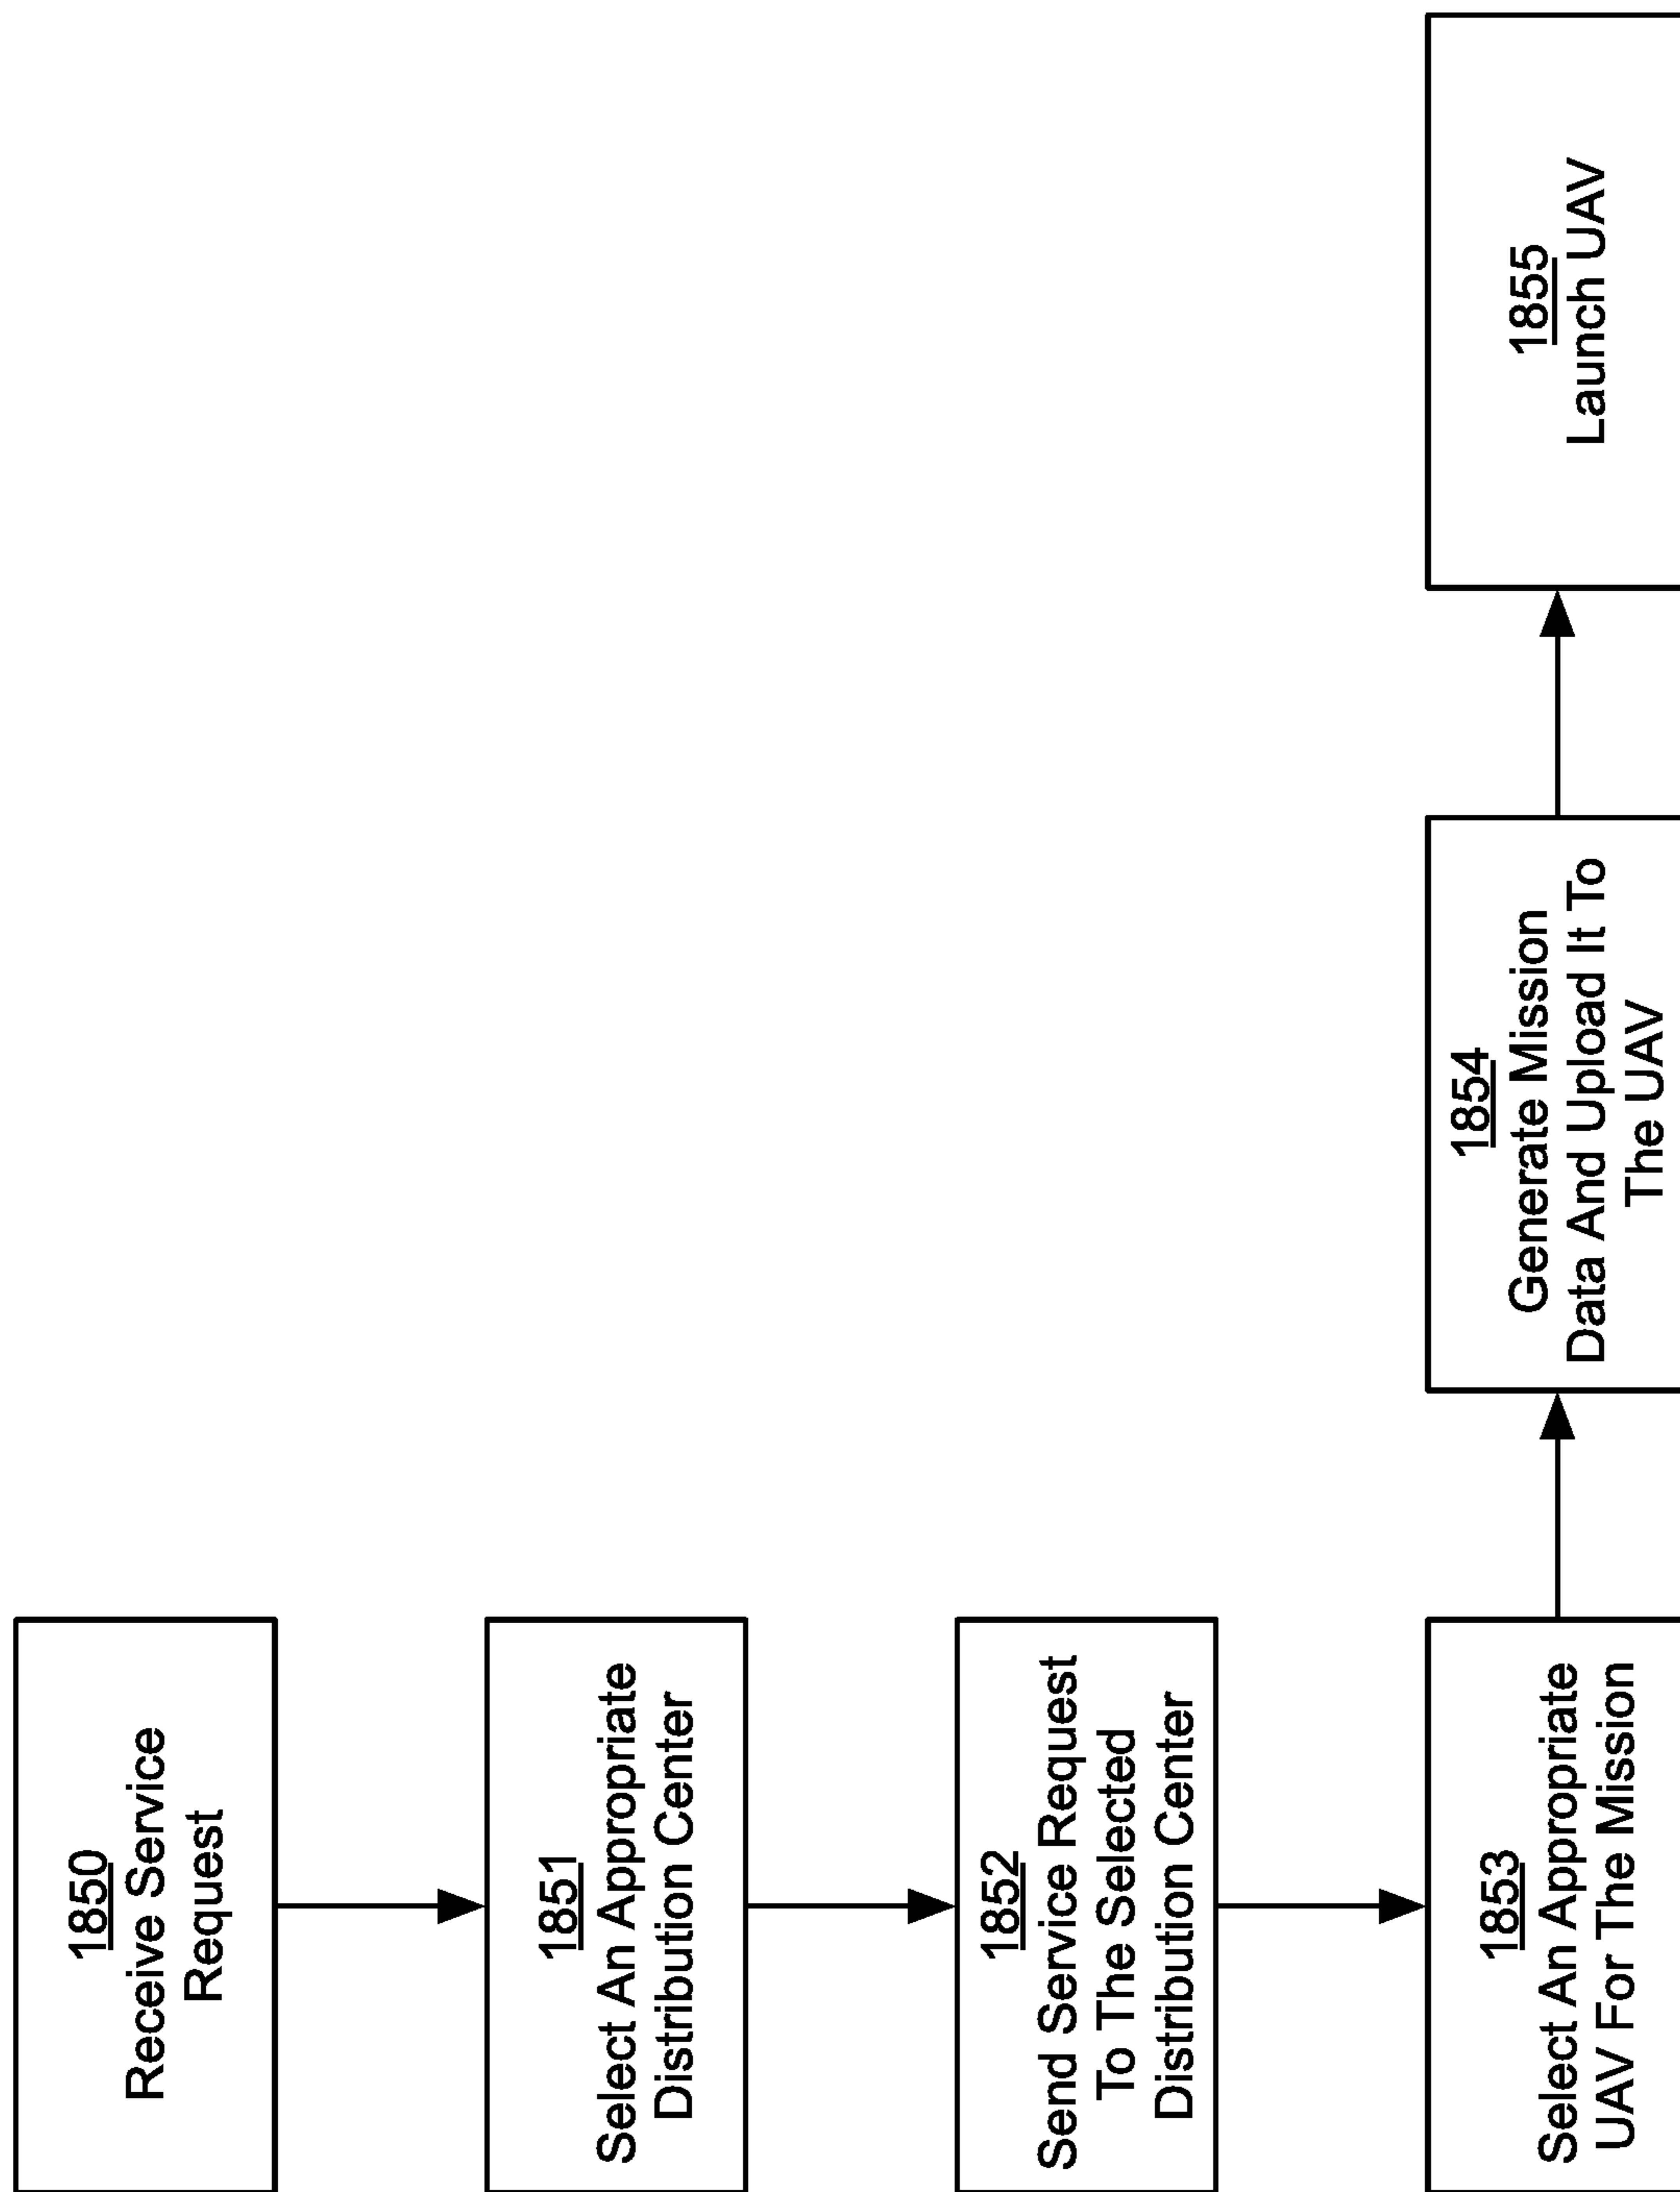 1850
Receive Service
Request
1851
Select An Appropriate
Distribution Center
1852
Send Service Request
To The Selected
Distribution Center
1853
Select An Appropriate
UAV For The Mission
1854
Generate Mission
Data And Upload It To
The UAV
1855
Launch UAV